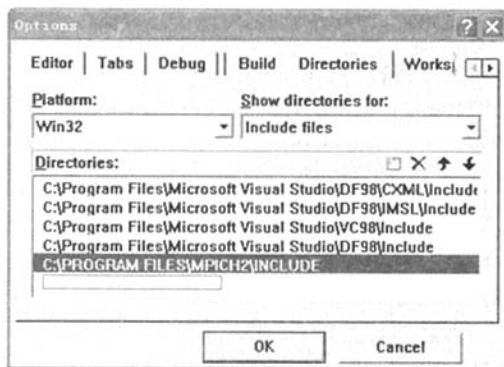 Options
Editor Tabs Debug Build Directories Works
Platform: Show directories for:
Win32 Include files
Directories:
C:\Program Files\Microsoft Visual Studio\DF98\CXML\Include
C:\Program Files\Microsoft Visual Studio\DF98\IMSL\Include
C:\Program Files\Microsoft Visual Studio\VC98\Include
C:\Program Files\Microsoft Visual Studio\DF98\Include
C:\PROGRAM FILES\MPICH2\INCLUDE
OK Cancel